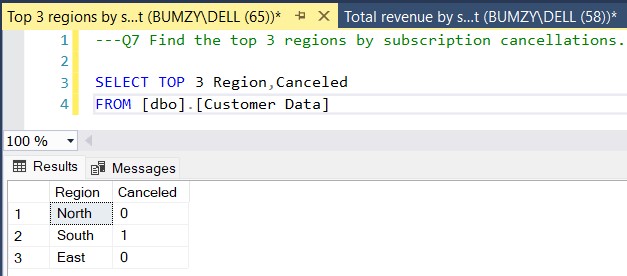 Top 3 regions by s...t (BUMZY\DELL (65))* Total revenue by s...t (BUMZY\DELL (58))*
1 ---Q7 Find the top 3 regions by subscription cancellations.
2
3 SELECT TOP 3 Region,Canceled
4 FROM [dbo].[Customer Data]
100 %
Results Messages
Region Canceled
1 North 0
2 South 1
3 East 0